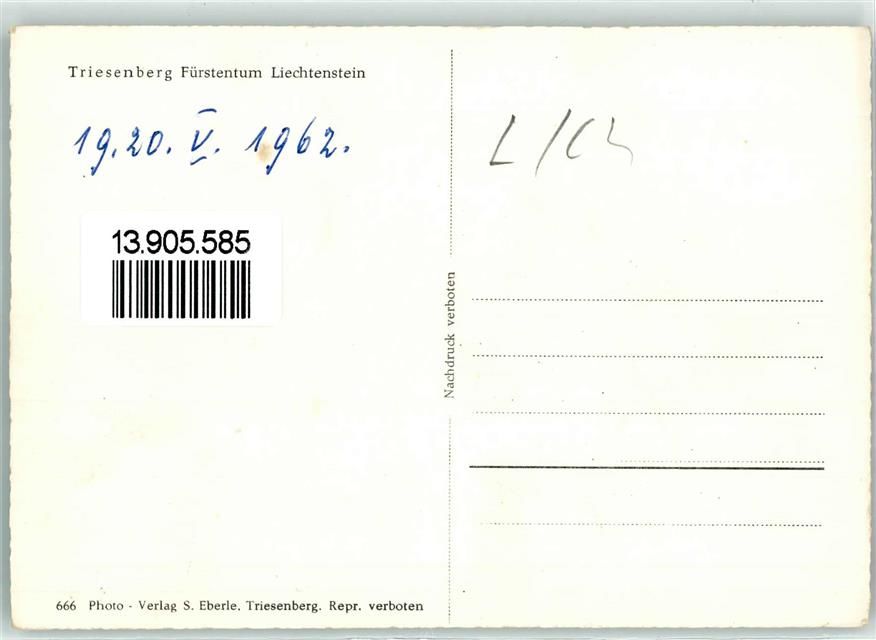 Triesenberg Fürstentum Liechtenstein
19.20. V. 1962.
13.905.585
Nachdruck verboten
666 Photo - Verlag S. Eberle, Triesenberg. Repr. verboten